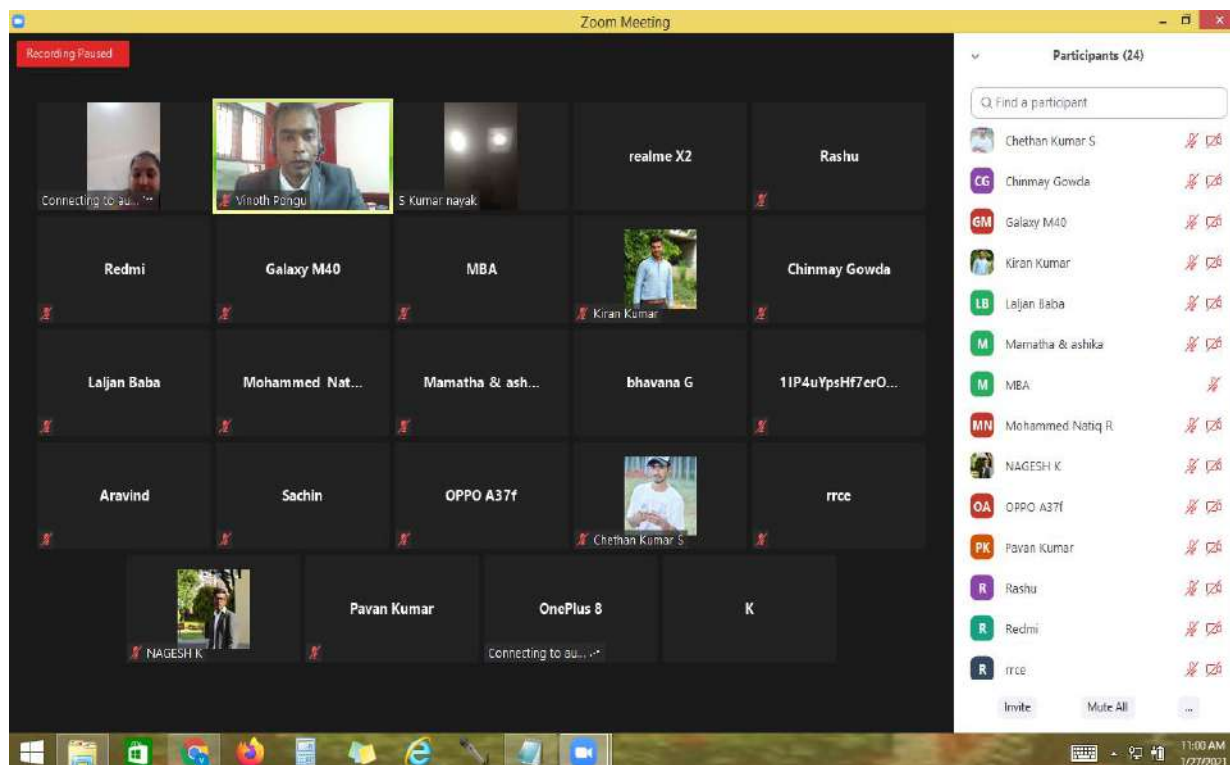 Zoom Meeting
Recording Paused
Connecting to au...
Vinoth Pongu
S Kumar nayak
realme X2
Rashu
Redmi
Galaxy M40
MBA
Kiran Kumar
Chinmay Gowda
Laljan Baba
Mohammed Nat...
Mamatha & ash...
bhavana G
1IP4uYpsHf7erO...
Aravind
Sachin
OPPO A37f
Chethan Kumar S
rrce
NAGESH K
Pavan Kumar
OnePlus 8
Connecting to au...
K
Participants (24)
Find a participant
Chethan Kumar S
CG Chinmay Gowda
GM Galaxy M40
Kiran Kumar
LB Laljan Baba
M Mamatha & ashika
M MBA
MN Mohammed Natiq R
NAGESH K
OA OPPO A37f
PK Pavan Kumar
R Rashu
R Redmi
R rrce
Invite Mute All ...
11:00 AM
1/27/2021